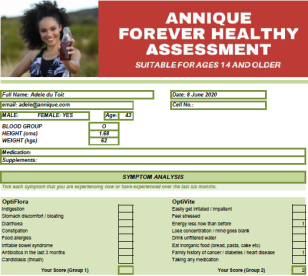 ANNIQUE
FOREVER HEALTHY
ASSESSMENT
SUITABLE FOR AGES 14 AND OLDER
Full Name: Adele du Toit
Date: 8 June 2020
email: adele@annique.com
Cell No.:
MALE: FEMALE: YES Age: 43
BLOOD GROUP O
HEIGHT (cms) 1.68
WEIGHT (kgs) 62
Medication:
Supplements:
SYMPTOM ANALYSIS
Tick each symptom that you are experiencing now or have experienced over the last six months.
OptiFlora
Indigestion
Stomach discomfort / bloating
Diarrhoea
Constipation
Food allergies
Irritable bowel syndrome
Antibiotics in the last 3 months
Candidiasis (thrush)
Your Score (Group 1)
OptiVite
Easily get irritated / impatient
Feel stressed
Energy less now than before 1
Lose concentration / mind goes blank
Drink unfiltered water
Eat inorganic food (bread, pasta, cake etc)
Family history of cancer / diabetes / heart disease 1
Taking any medication
Your Score (Group 2)